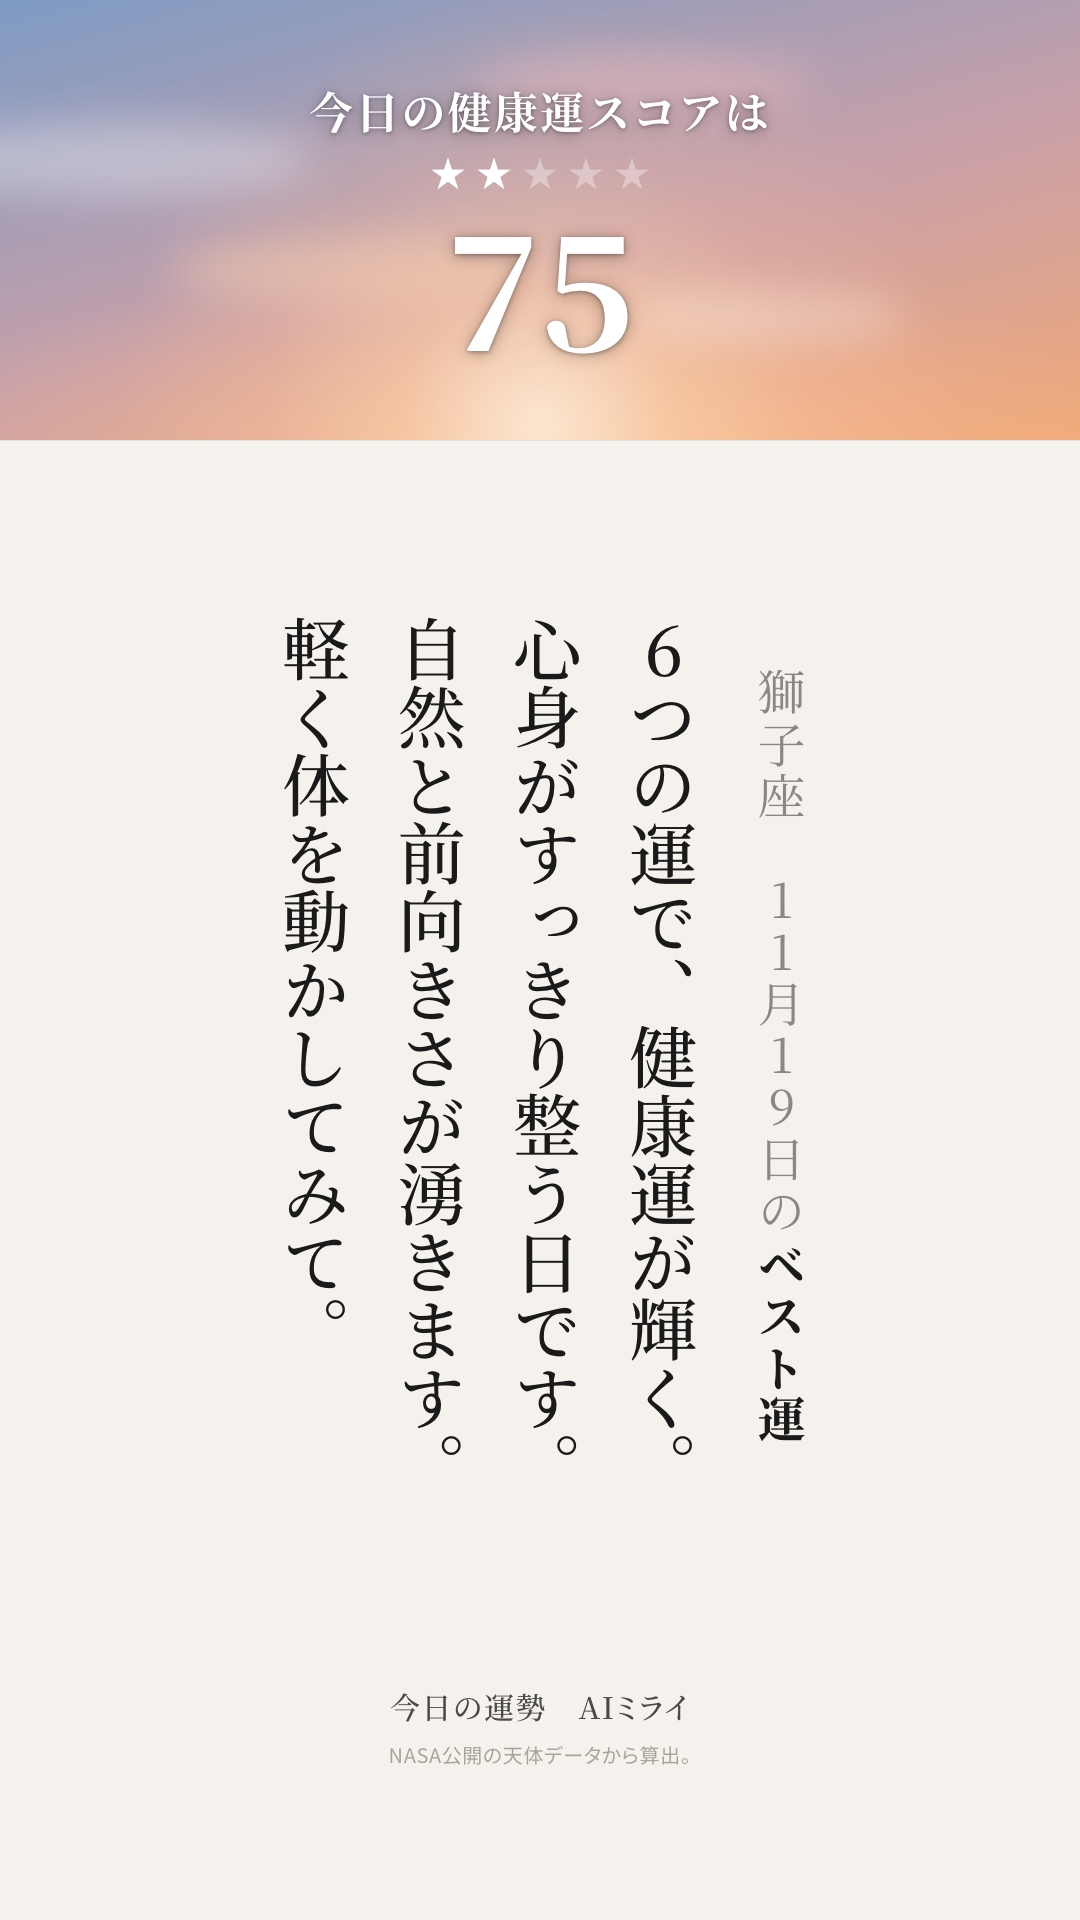 今日の健康運スコアは
★★★★★
75
獅子座　11月19日のベスト運
6つの運で、健康運が輝く。
心身がすっきり整う日です。
自然と前向きさが湧きます。
軽く体を動かしてみて。
今日の運勢　AIミライ
NASA公開の天体データから算出。